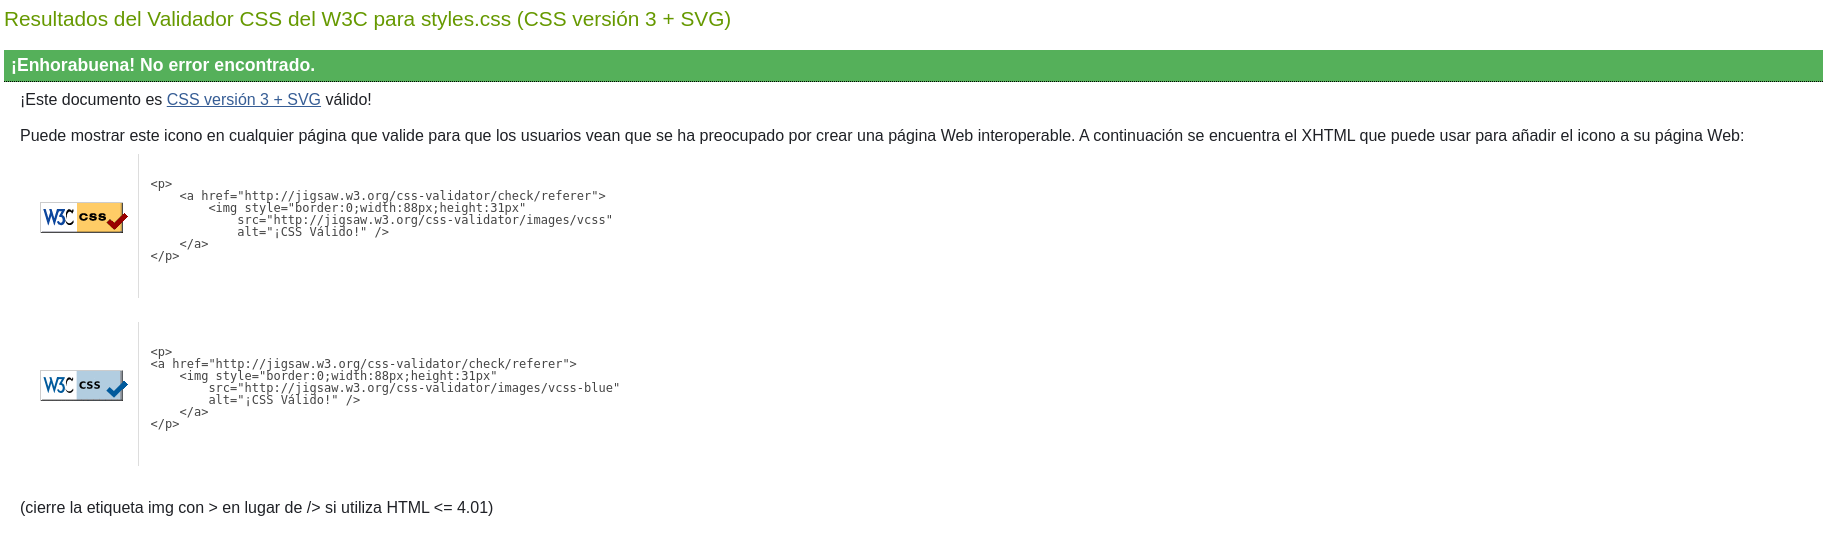 Resultados del Validador CSS del W3C para styles.css (CSS versión 3 + SVG)
¡Enhorabuena! No error encontrado.
¡Este documento es CSS versión 3 + SVG válido!
Puede mostrar este icono en cualquier página que valide para que los usuarios vean que se ha preocupado por crear una página Web interoperable. A continuación se encuentra el XHTML que puede usar para añadir el icono a su página Web:
W3C css
<p>
    <a href="http://jigsaw.w3.org/css-validator/check/referer">
        <img style="border:0;width:88px;height:31px"
            src="http://jigsaw.w3.org/css-validator/images/vcss"
            alt="¡CSS Válido!" />
    </a>
</p>
W3C css
<p>
<a href="http://jigsaw.w3.org/css-validator/check/referer">
    <img style="border:0;width:88px;height:31px"
        src="http://jigsaw.w3.org/css-validator/images/vcss-blue"
        alt="¡CSS Válido!" />
    </a>
</p>
(cierre la etiqueta img con > en lugar de /> si utiliza HTML <= 4.01)